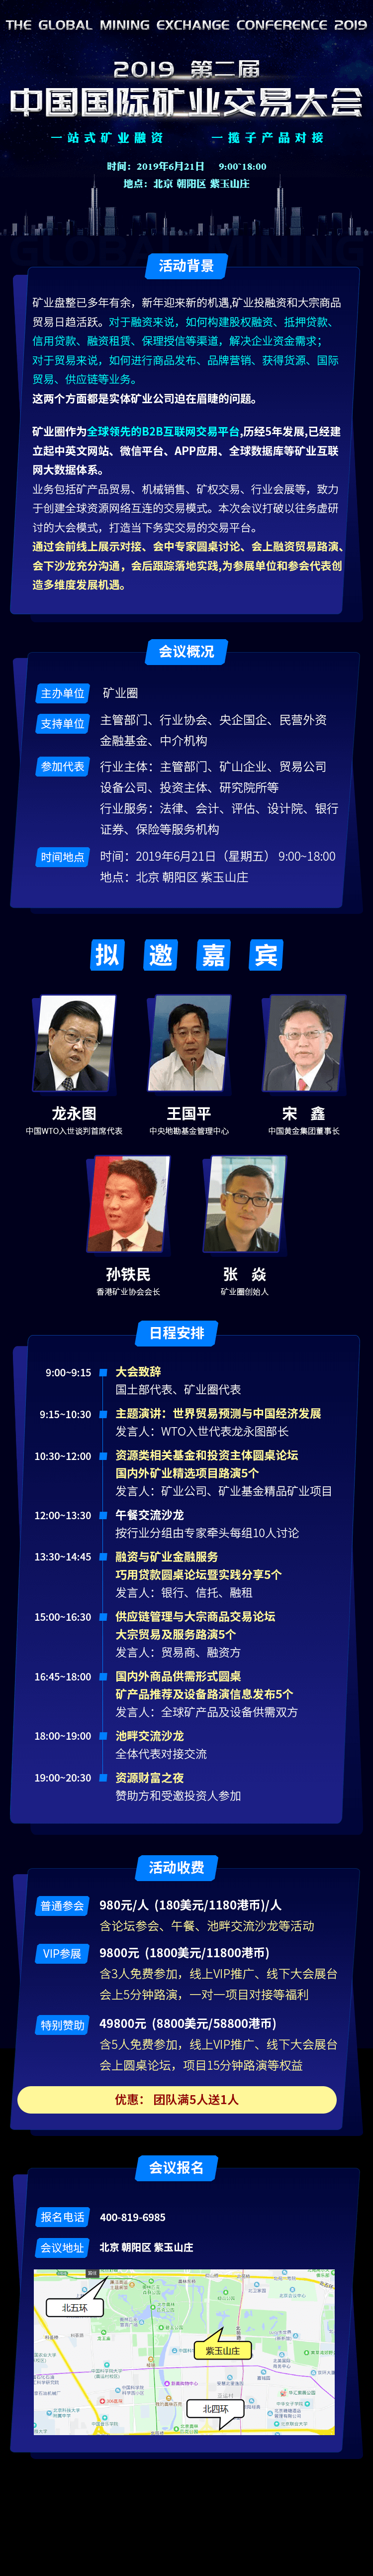 THE GLOBAL MINING EXCHANGE CONFERENCE 2019
2019 第二届
中国国际矿业交易大会
一站式矿业融资 一揽子产品对接
时间：2019年6月21日 9:00~18:00
地点：北京 朝阳区 紫玉山庄
GLOBAL MINING
活动背景
矿业盘整已多年有余，新年迎来新的机遇,矿业投融资和大宗商品
贸易日趋活跃。对于融资来说，如何构建股权融资、抵押贷款、
信用贷款、融资租赁、保理授信等渠道，解决企业资金需求；
对于贸易来说，如何进行商品发布、品牌营销、获得货源、国际
贸易、供应链等业务。
这两个方面都是实体矿业公司迫在眉睫的问题。
矿业圈作为全球领先的B2B互联网交易平台,历经5年发展,已经建
立起中英文网站、微信平台、APP应用、全球数据库等矿业互联
网大数据体系。
业务包括矿产品贸易、机械销售、矿权交易、行业会展等，致力
于创建全球资源网络互连的交易模式。本次会议打破以往务虚研
讨的大会模式，打造当下务实交易的交易平台。
通过会前线上展示对接、会中专家圆桌讨论、会上融资贸易路演、
会下沙龙充分沟通，会后跟踪落地实践,为参展单位和参会代表创
造多维度发展机遇。
会议概况
主办单位 矿业圈
支持单位 主管部门、行业协会、央企国企、民营外资
金融基金、中介机构
参加代表 行业主体：主管部门、矿山企业、贸易公司
设备公司、投资主体、研究院所等
行业服务：法律、会计、评估、设计院、银行
证券、保险等服务机构
时间地点 时间：2019年6月21日（星期五） 9:00~18:00
地点：北京 朝阳区 紫玉山庄
拟邀嘉宾
龙永图 王国平 宋 鑫
中国WTO入世谈判首席代表 中央地勘基金管理中心 中国黄金集团董事长
孙铁民 张 焱
香港矿业协会会长 矿业圈创始人
日程安排
9:00~9:15 大会致辞
国土部代表、矿业圈代表
9:15~10:30 主题演讲：世界贸易预测与中国经济发展
发言人：WTO入世代表龙永图部长
10:30~12:00 资源类相关基金和投资主体圆桌论坛
国内外矿业精选项目路演5个
发言人：矿业公司、矿业基金精品矿业项目
12:00~13:30 午餐交流沙龙
按行业分组由专家牵头每组10人讨论
13:30~14:45 融资与矿业金融服务
巧用贷款圆桌论坛暨实践分享5个
发言人：银行、信托、融租
15:00~16:30 供应链管理与大宗商品交易论坛
大宗贸易及服务路演5个
发言人：贸易商、融资方
16:45~18:00 国内外商品供需形式圆桌
矿产品推荐及设备路演信息发布5个
发言人：全球矿产品及设备供需双方
18:00~19:00 池畔交流沙龙
全体代表对接交流
19:00~20:30 资源财富之夜
赞助方和受邀投资人参加
活动收费
普通参会 980元/人 (180美元/1180港币)/人
含论坛参会、午餐、池畔交流沙龙等活动
VIP参展 9800元 (1800美元/11800港币)
含3人免费参加，线上VIP推广、线下大会展台
会上5分钟路演，一对一项目对接等福利
特别赞助 49800元 (8800美元/58800港币)
含5人免费参加，线上VIP推广、线下大会展台
会上圆桌论坛，项目15分钟路演等权益
优惠： 团队满5人送1人
会议报名
报名电话 400-819-6985
会议地址 北京 朝阳区 紫玉山庄
北五环
紫玉山庄
北四环